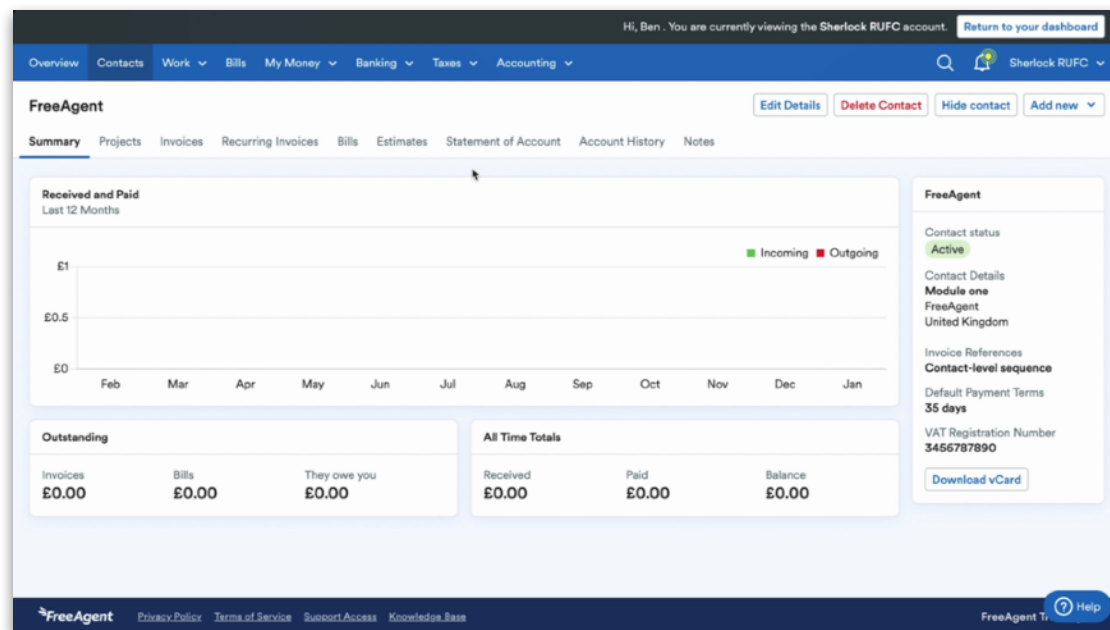 Hi, Ben . You are currently viewing the Sherlock RUFC account. Return to your dashboard
Overview Contacts Work Bills My Money Banking Taxes Accounting Sherlock RUFC
FreeAgent Edit Details Delete Contact Hide contact Add new
Summary Projects Invoices Recurring Invoices Bills Estimates Statement of Account Account History Notes
Received and Paid
Last 12 Months
Incoming Outgoing
£1
£0.5
£0
Feb Mar Apr May Jun Jul Aug Sep Oct Nov Dec Jan
Outstanding
Invoices Bills They owe you
£0.00 £0.00 £0.00
All Time Totals
Received Paid Balance
£0.00 £0.00 £0.00
FreeAgent
Contact status
Active
Contact Details
Module one
FreeAgent
United Kingdom
Invoice References
Contact-level sequence
Default Payment Terms
35 days
VAT Registration Number
3456787890
Download vCard
FreeAgent Privacy Policy Terms of Service Support Access Knowledge Base FreeAgent
Help